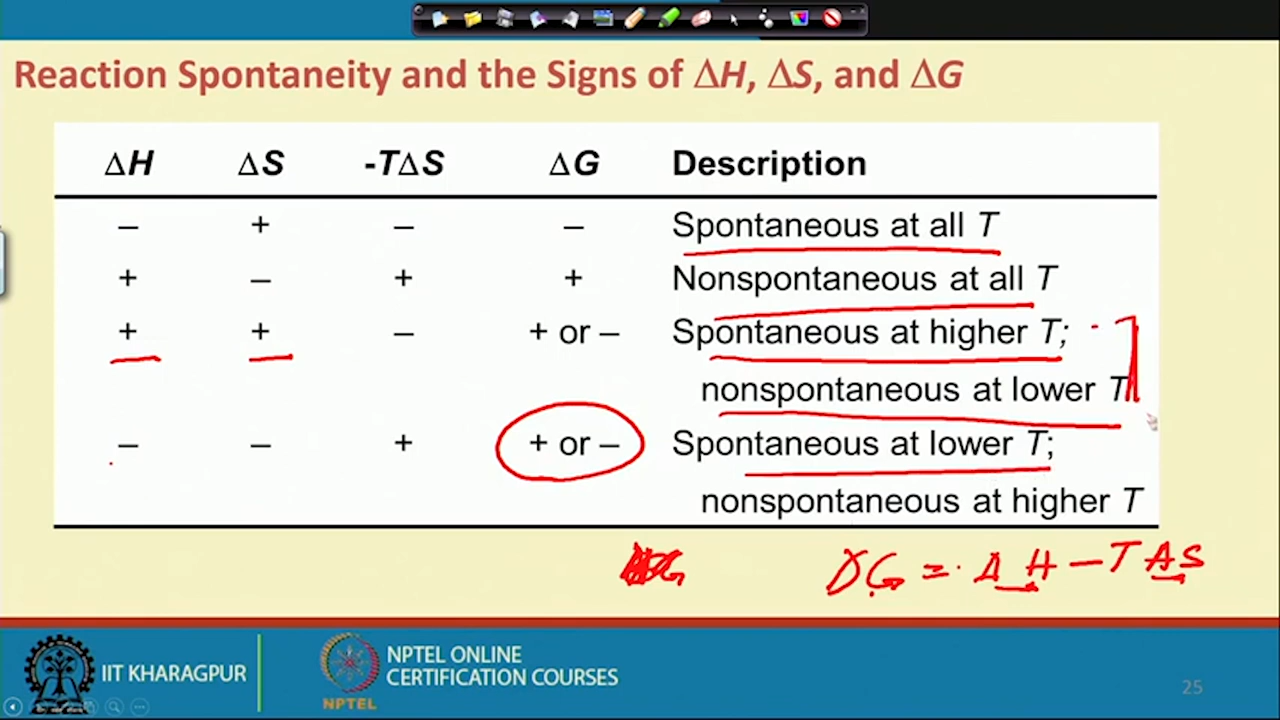 Reaction Spontaneity and the Signs of ΔH, ΔS, and ΔG
ΔH ΔS -TΔS ΔG Description
– + – – Spontaneous at all T
+ – + + Nonspontaneous at all T
+ + – + or – Spontaneous at higher T;
nonspontaneous at lower T
– – + + or – Spontaneous at lower T;
nonspontaneous at higher T
ΔG = ΔH – TΔS
IIT KHARAGPUR
NPTEL
NPTEL ONLINE
CERTIFICATION COURSES
25